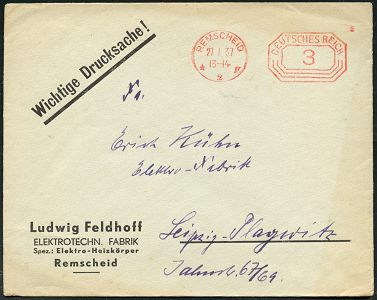 Wichtige Drucksache!
REMSCHEID
27.1.37
13-14
* II
2
DEUTSCHES REICH
3
Fa.
Erich Kühn
Elektro-Fabrik
Leipzig-Plagwitz
67/69.
Ludwig Feldhoff
ELEKTROTECHN. FABRIK
Spez.: Elektro-Heizkörper
Remscheid